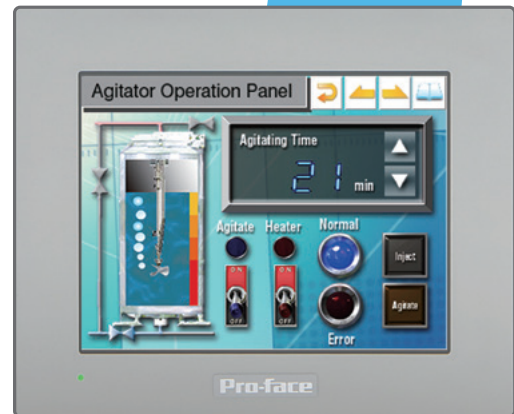 Agitator Operation Panel
Agitating Time
21 min
Agitate Heater Normal
Inject
ON ON
OFF OFF
Agitate
Error
Pro-face